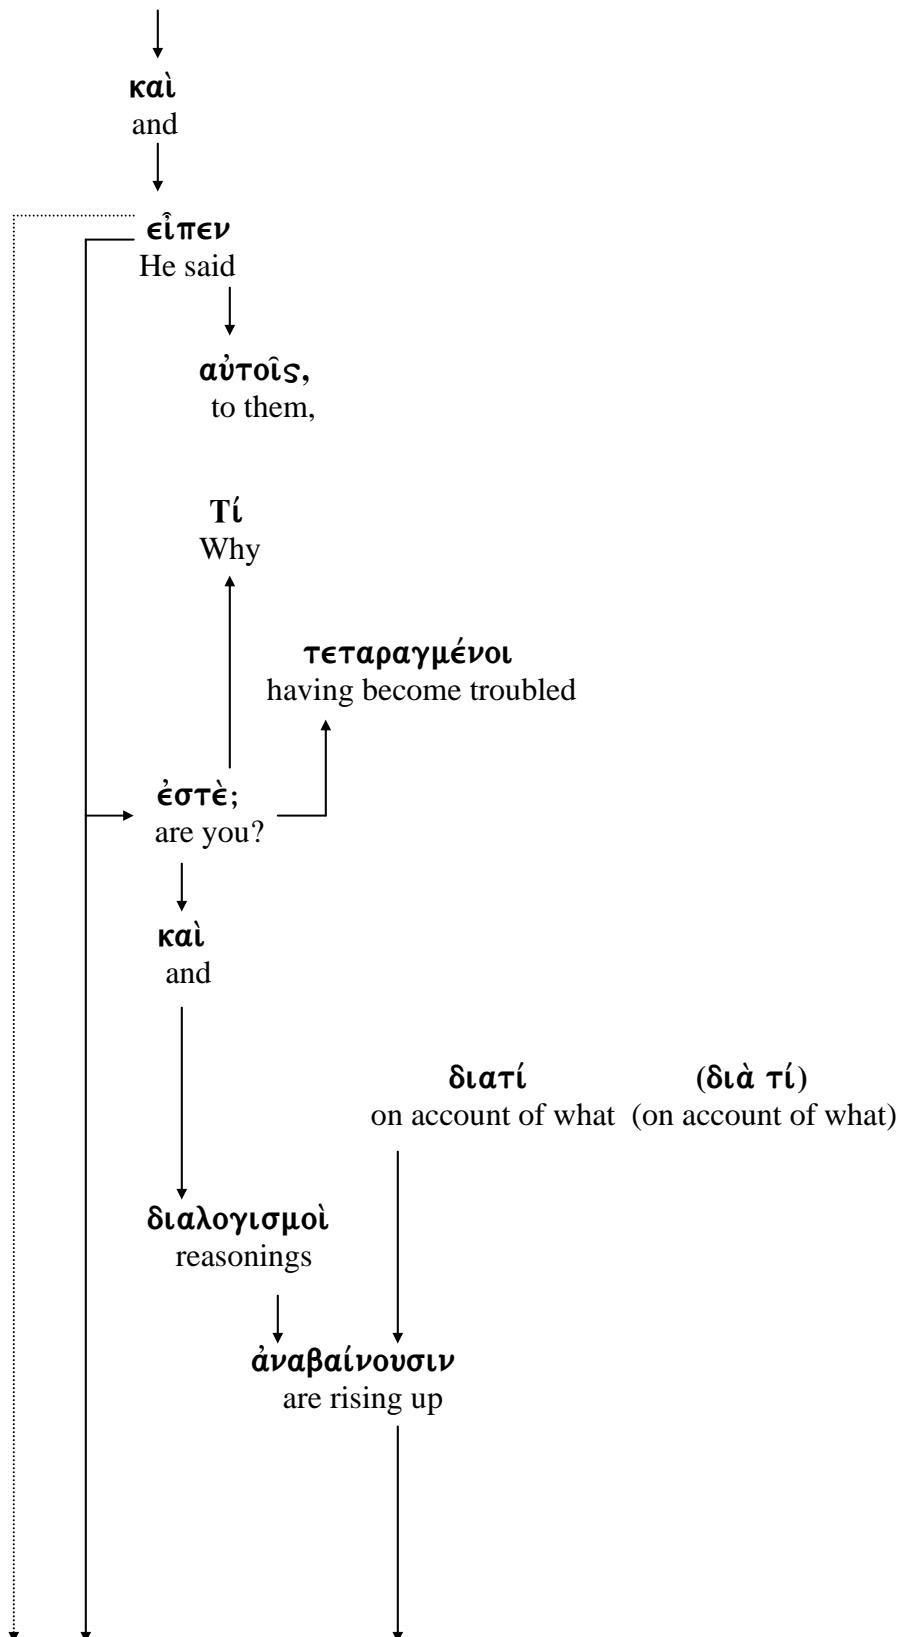 καὶ
and
εἶπεν
He said
αὐτοῖς,
to them,
Τί
Why
τεταραγμένοι
having become troubled
ἐστὲ;
are you?
καὶ
and
διατί (διὰ τί)
on account of what (on account of what)
διαλογισμοὶ
reasonings
ἀναβαίνουσιν
are rising up